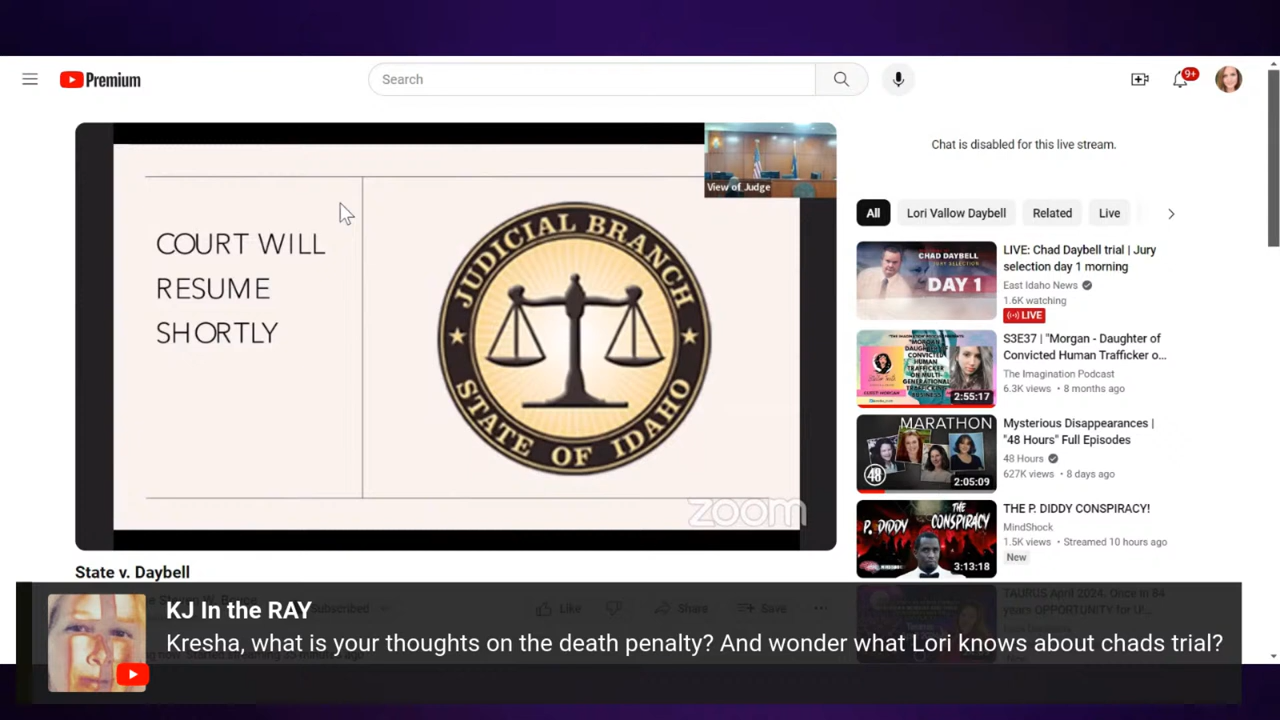 Premium
Search
9+
View of Judge
COURT WILL
RESUME
SHORTLY
JUDICIAL BRANCH
STATE OF IDAHO
zoom
State v. Daybell
Subscribed
Like
Share
Save
Chat is disabled for this live stream.
All
Lori Vallow Daybell
Related
Live
CHAD DAYBELL
JURY SELECTION
DAY 1
LIVE: Chad Daybell trial | Jury
selection day 1 morning
East Idaho News
1.6K watching
LIVE
2:55:17
S3E37 | "Morgan - Daughter of
Convicted Human Trafficker o...
The Imagination Podcast
6.3K views • 8 months ago
MARATHON
48
2:05:09
Mysterious Disappearances |
"48 Hours" Full Episodes
48 Hours
627K views • 8 days ago
P. DIDDY
THE
CONSPIRACY
3:13:18
THE P. DIDDY CONSPIRACY!
MindShock
1.5K views • Streamed 10 hours ago
New
TAURUS April 2024. Once in 84
years OPPORTUNITY for U!...
KJ In the RAY
Kresha, what is your thoughts on the death penalty? And wonder what Lori knows about chads trial?